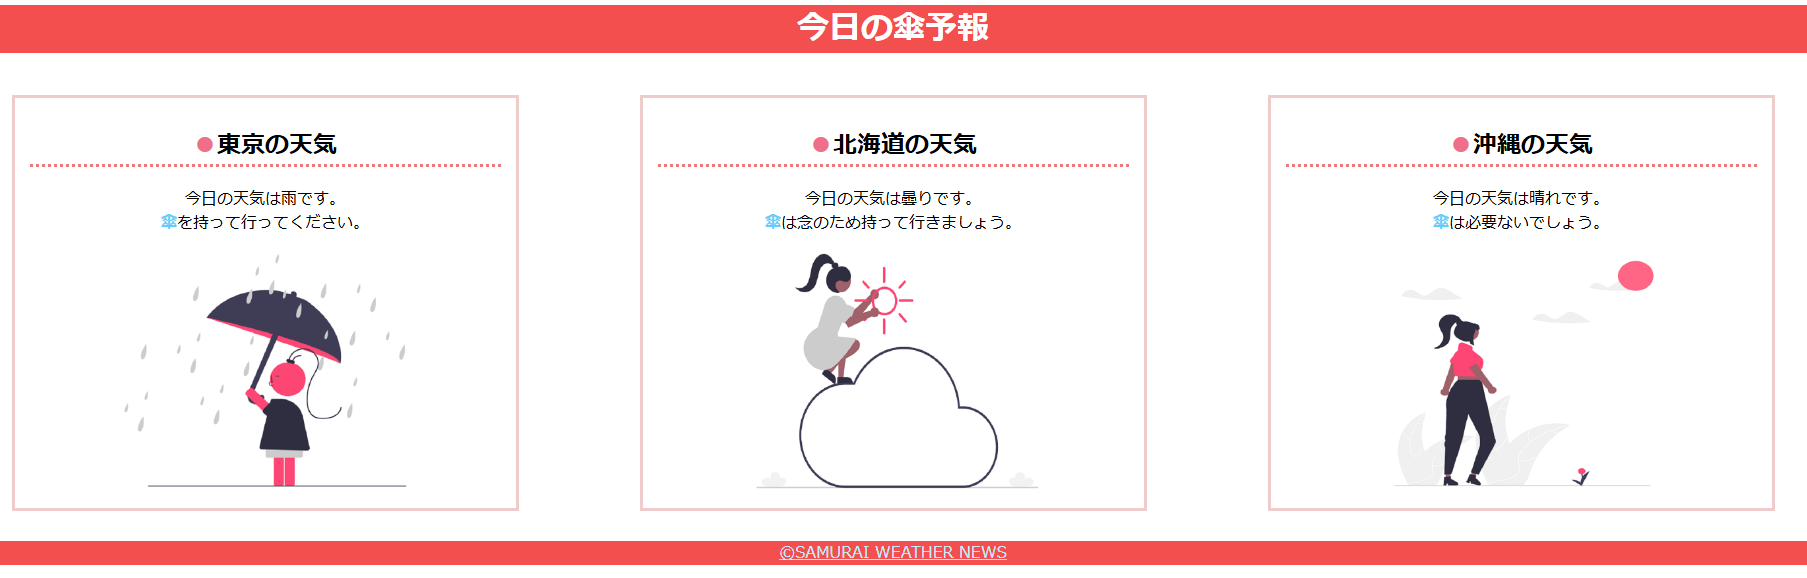 今日の傘予報
●東京の天気
今日の天気は雨です。
傘を持って行ってください。
●北海道の天気
今日の天気は曇りです。
傘は念のため持って行きましょう。
●沖縄の天気
今日の天気は晴れです。
傘は必要ないでしょう。
©SAMURAI WEATHER NEWS